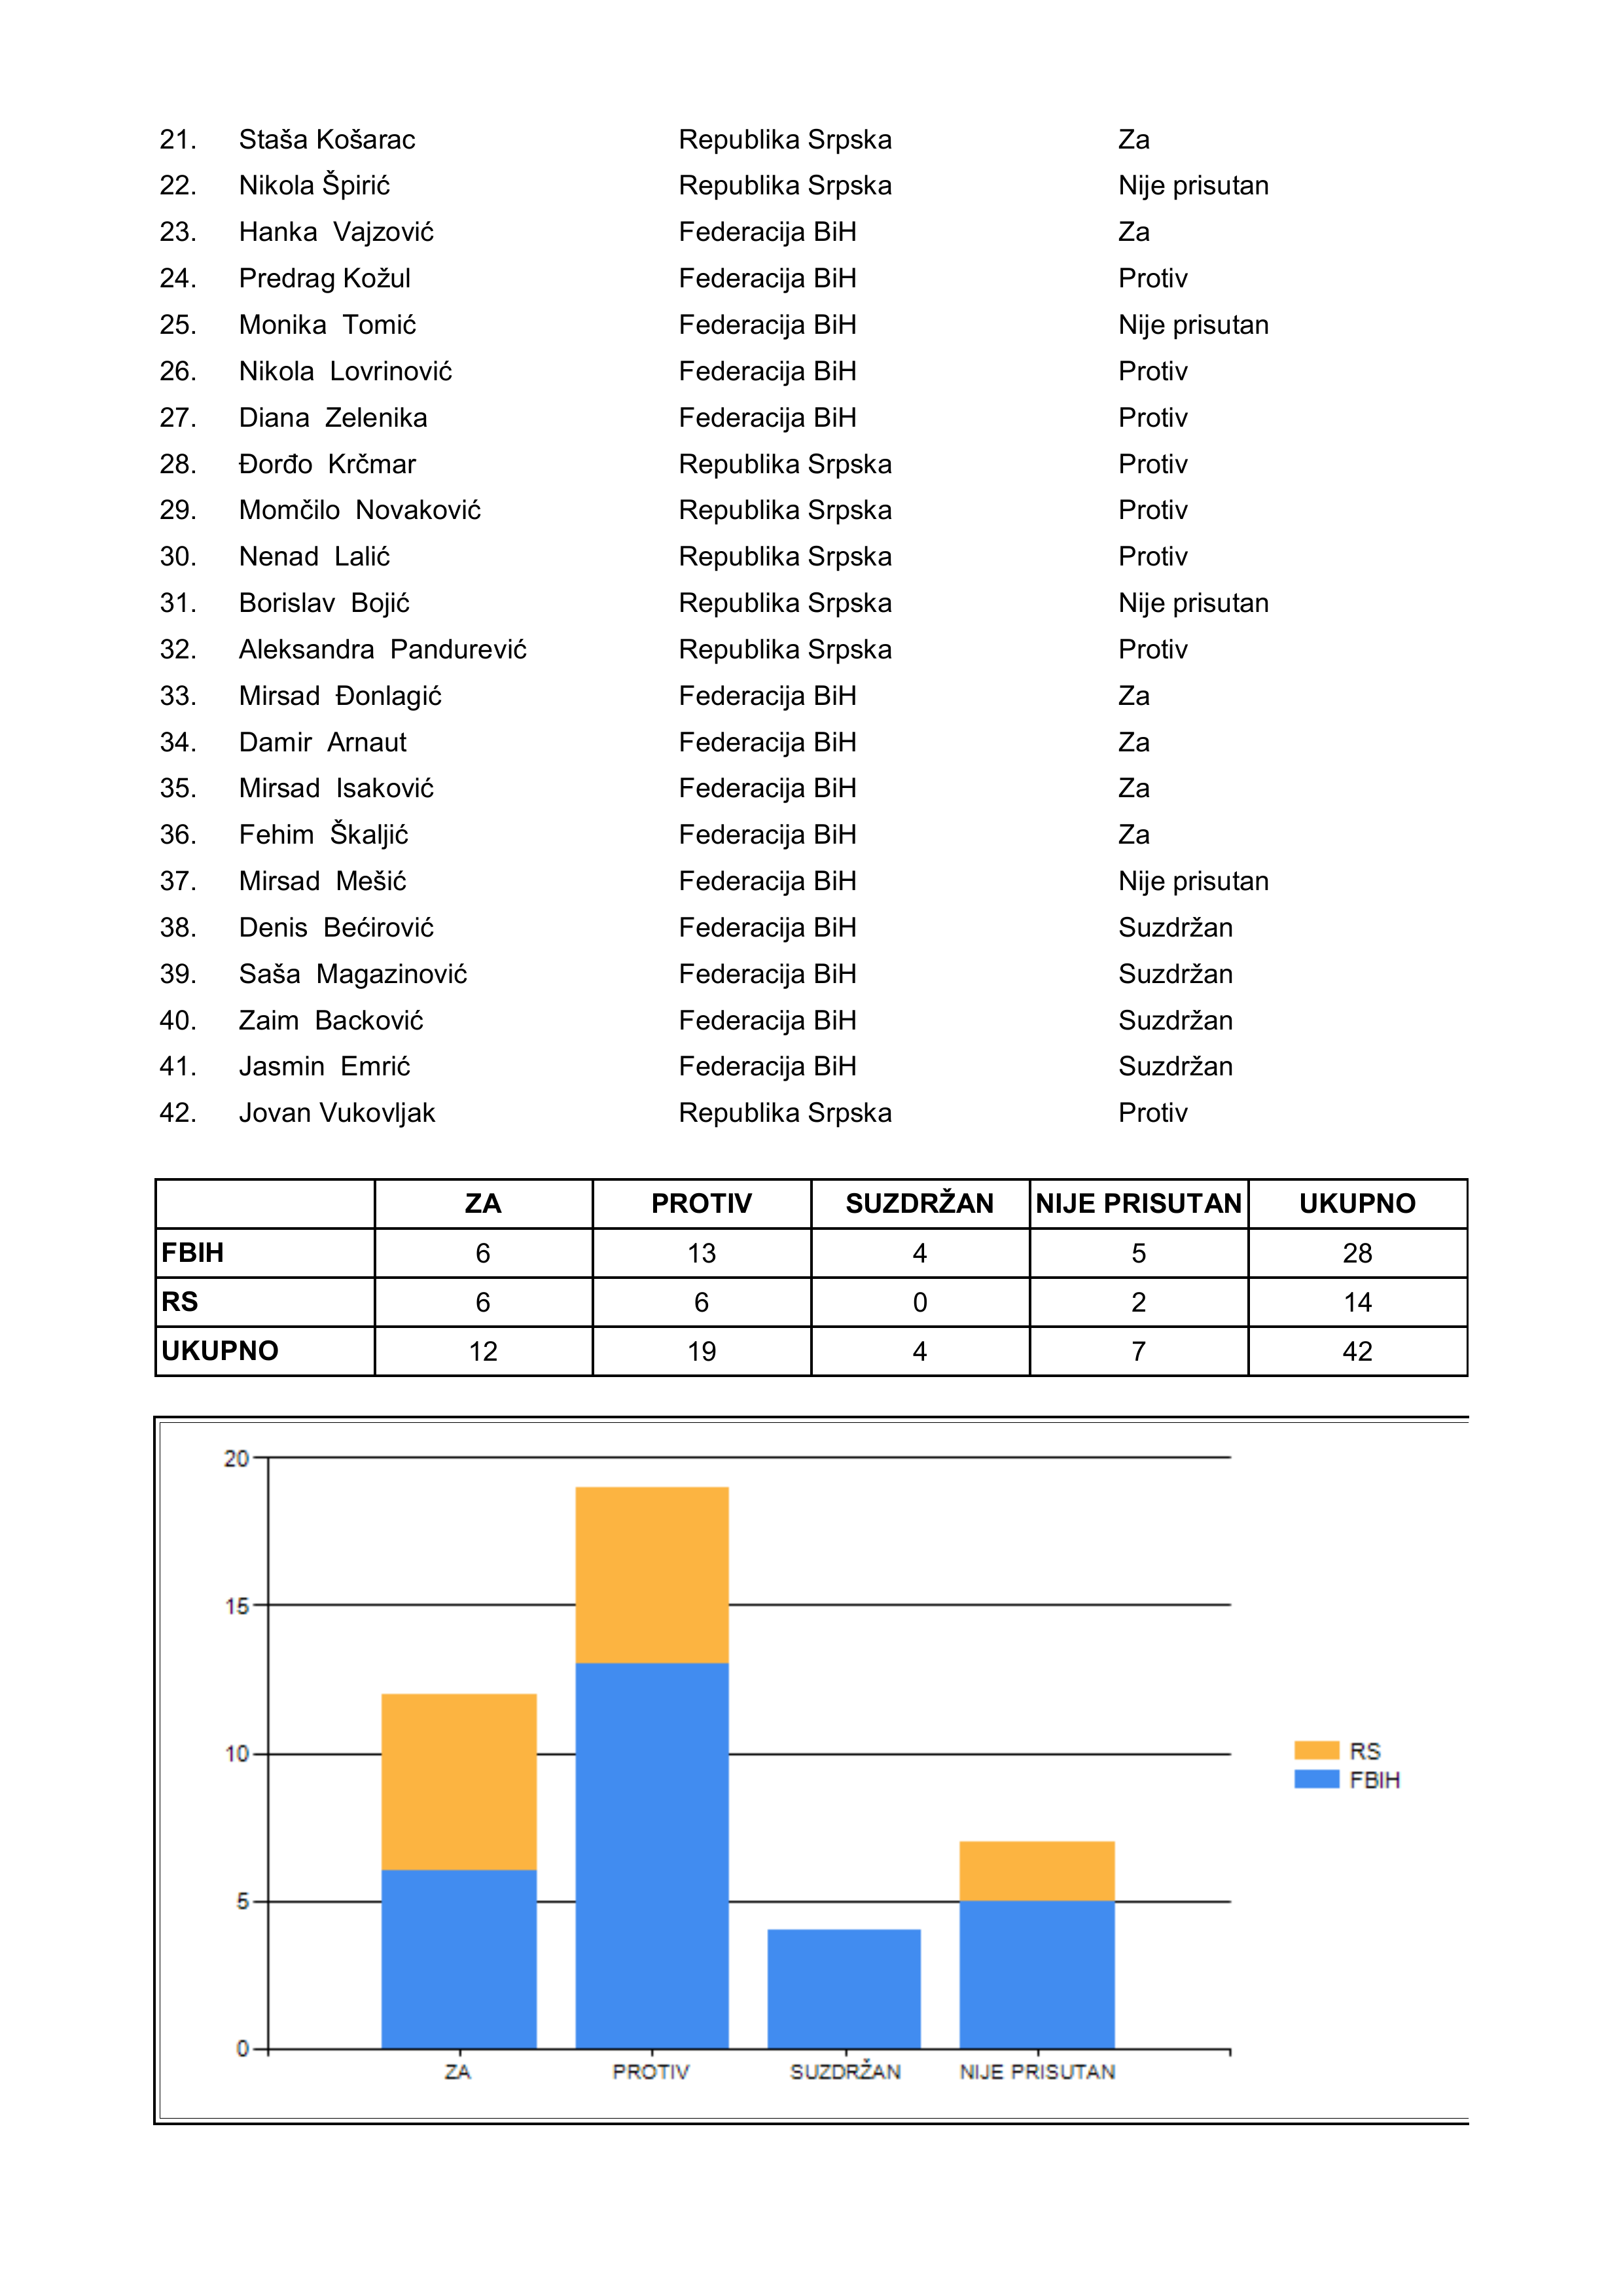 21. Staša Košarac Republika Srpska Za
22. Nikola Špirić Republika Srpska Nije prisutan
23. Hanka Vajzović Federacija BiH Za
24. Predrag Kožul Federacija BiH Protiv
25. Monika Tomić Federacija BiH Nije prisutan
26. Nikola Lovrinović Federacija BiH Protiv
27. Diana Zelenika Federacija BiH Protiv
28. Đorđo Krčmar Republika Srpska Protiv
29. Momčilo Novaković Republika Srpska Protiv
30. Nenad Lalić Republika Srpska Protiv
31. Borislav Bojić Republika Srpska Nije prisutan
32. Aleksandra Pandurević Republika Srpska Protiv
33. Mirsad Đonlagić Federacija BiH Za
34. Damir Arnaut Federacija BiH Za
35. Mirsad Isaković Federacija BiH Za
36. Fehim Škaljić Federacija BiH Za
37. Mirsad Mešić Federacija BiH Nije prisutan
38. Denis Bećirović Federacija BiH Suzdržan
39. Saša Magazinović Federacija BiH Suzdržan
40. Zaim Backović Federacija BiH Suzdržan
41. Jasmin Emrić Federacija BiH Suzdržan
42. Jovan Vukovljak Republika Srpska Protiv
ZA PROTIV SUZDRŽAN NIJE PRISUTAN UKUPNO
FBIH 6 13 4 5 28
RS 6 6 0 2 14
UKUPNO 12 19 4 7 42
20
15
10
5
0
ZA PROTIV SUZDRŽAN NIJE PRISUTAN
RS
FBIH